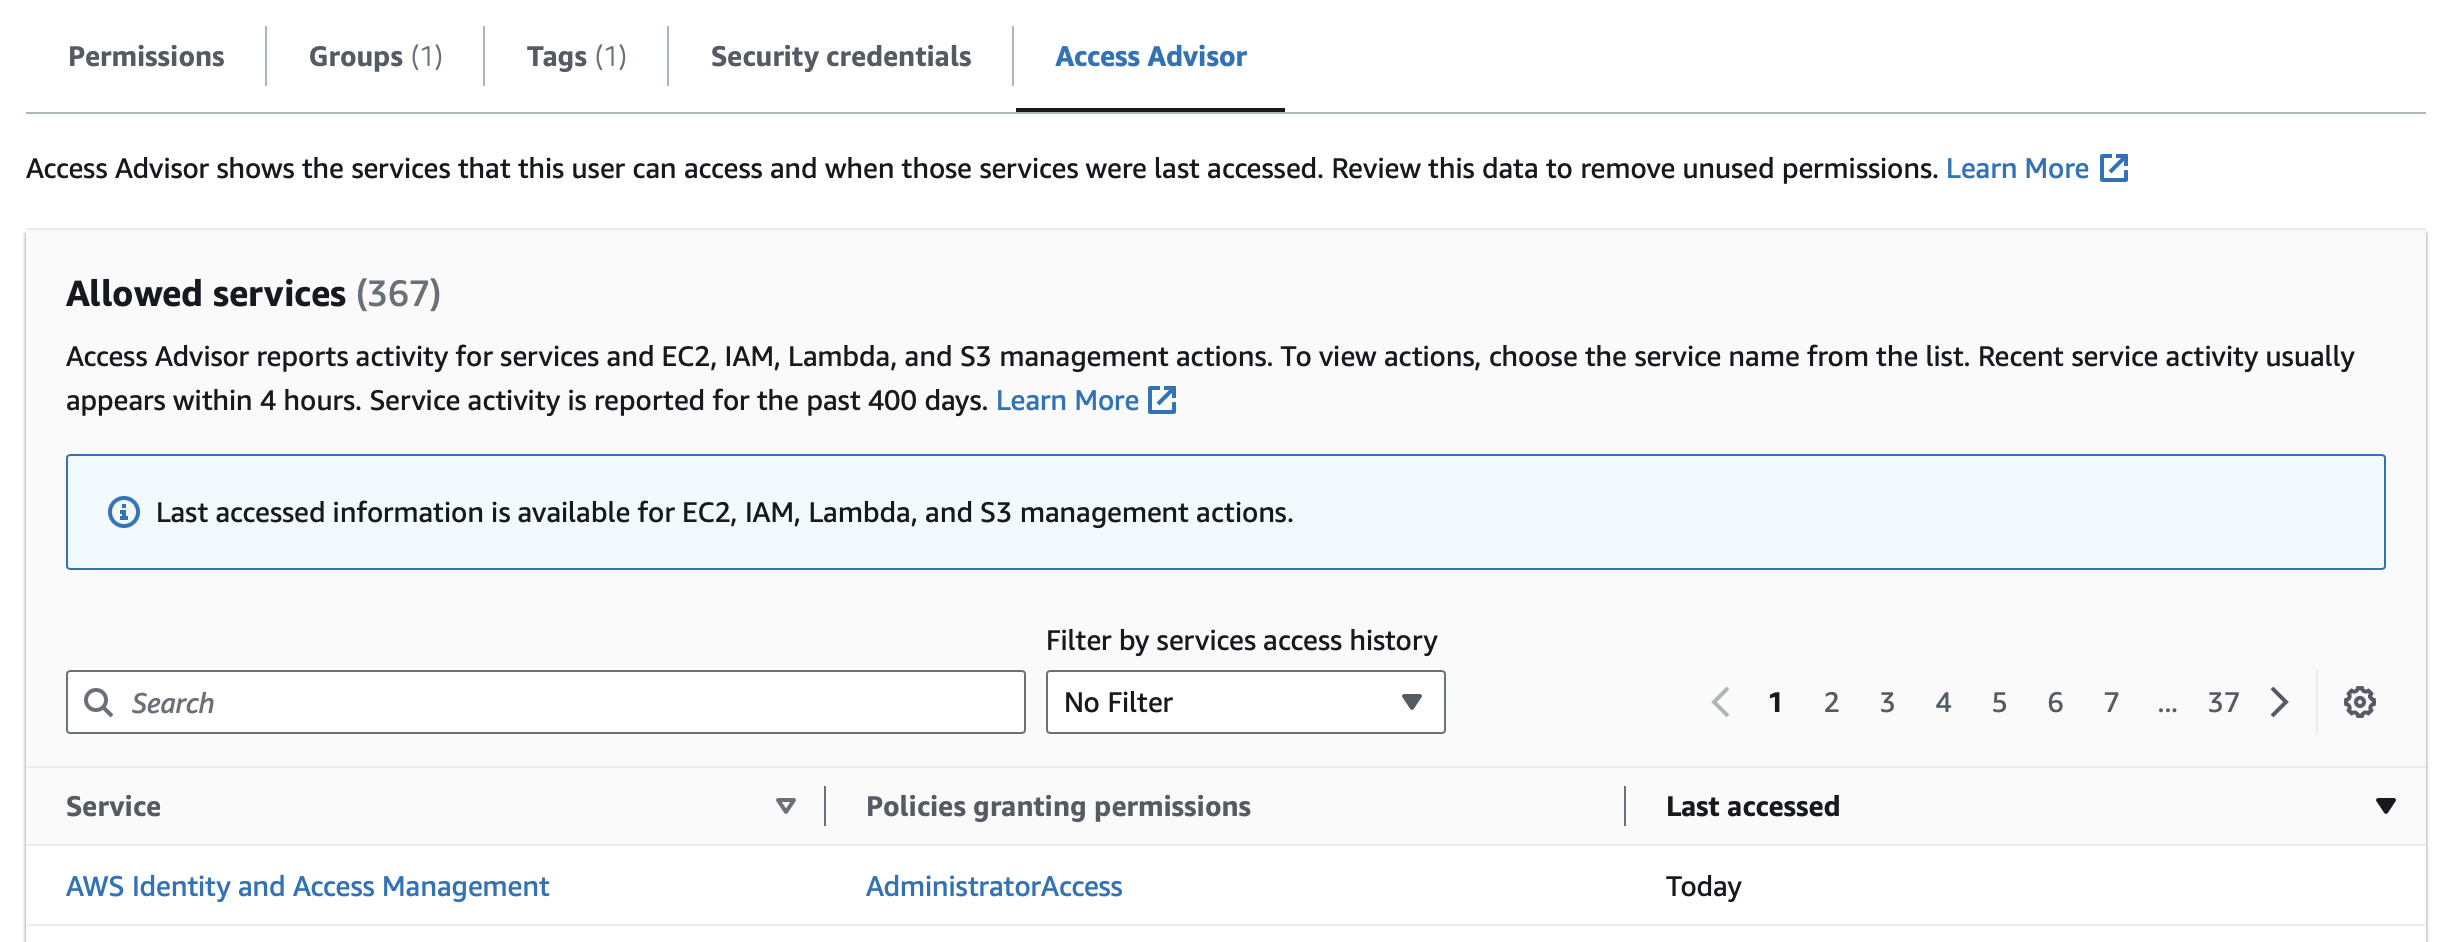 Permissions
Groups (1)
Tags (1)
Security credentials
Access Advisor
Access Advisor shows the services that this user can access and when those services were last accessed. Review this data to remove unused permissions. Learn More
Allowed services (367)
Access Advisor reports activity for services and EC2, IAM, Lambda, and S3 management actions. To view actions, choose the service name from the list. Recent service activity usually
appears within 4 hours. Service activity is reported for the past 400 days. Learn More
Last accessed information is available for EC2, IAM, Lambda, and S3 management actions.
Filter by services access history
Search
No Filter
1 2 3 4 5 6 7 ... 37
Service
Policies granting permissions
Last accessed
AWS Identity and Access Management
AdministratorAccess
Today